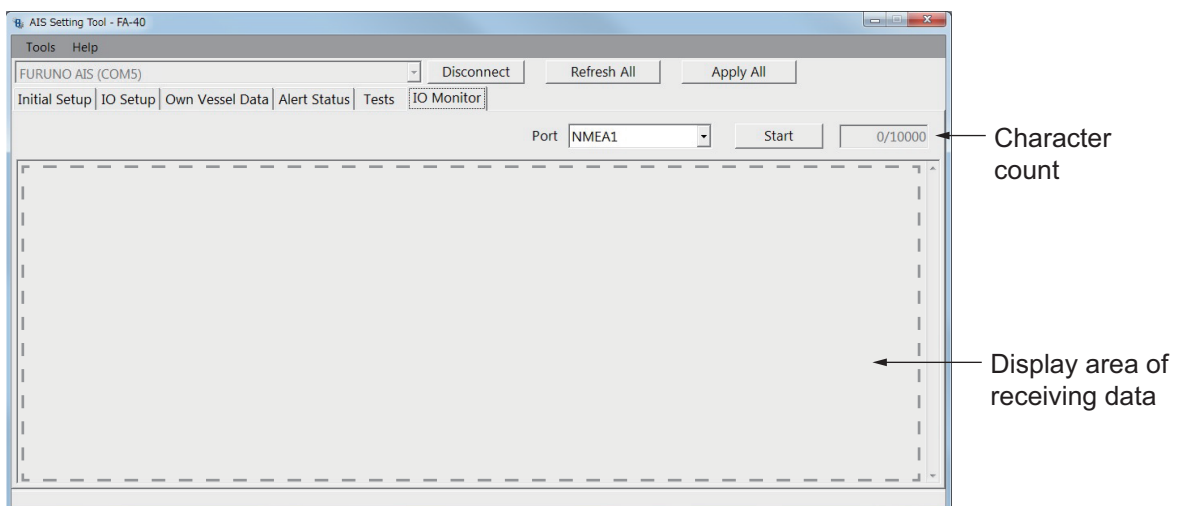 AIS Setting Tool - FA-40
Tools Help
FURUNO AIS (COM5) Disconnect Refresh All Apply All
Initial Setup IO Setup Own Vessel Data Alert Status Tests IO Monitor
Port NMEA1 Start 0/10000
Character
count
Display area of
receiving data